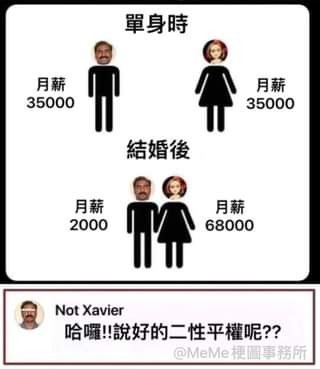 單身時
月薪
35000
月薪
35000
結婚後
月薪
2000
月薪
68000
Not Xavier
哈囉!!說好的二性平權呢??
@MeMe梗圖事務所